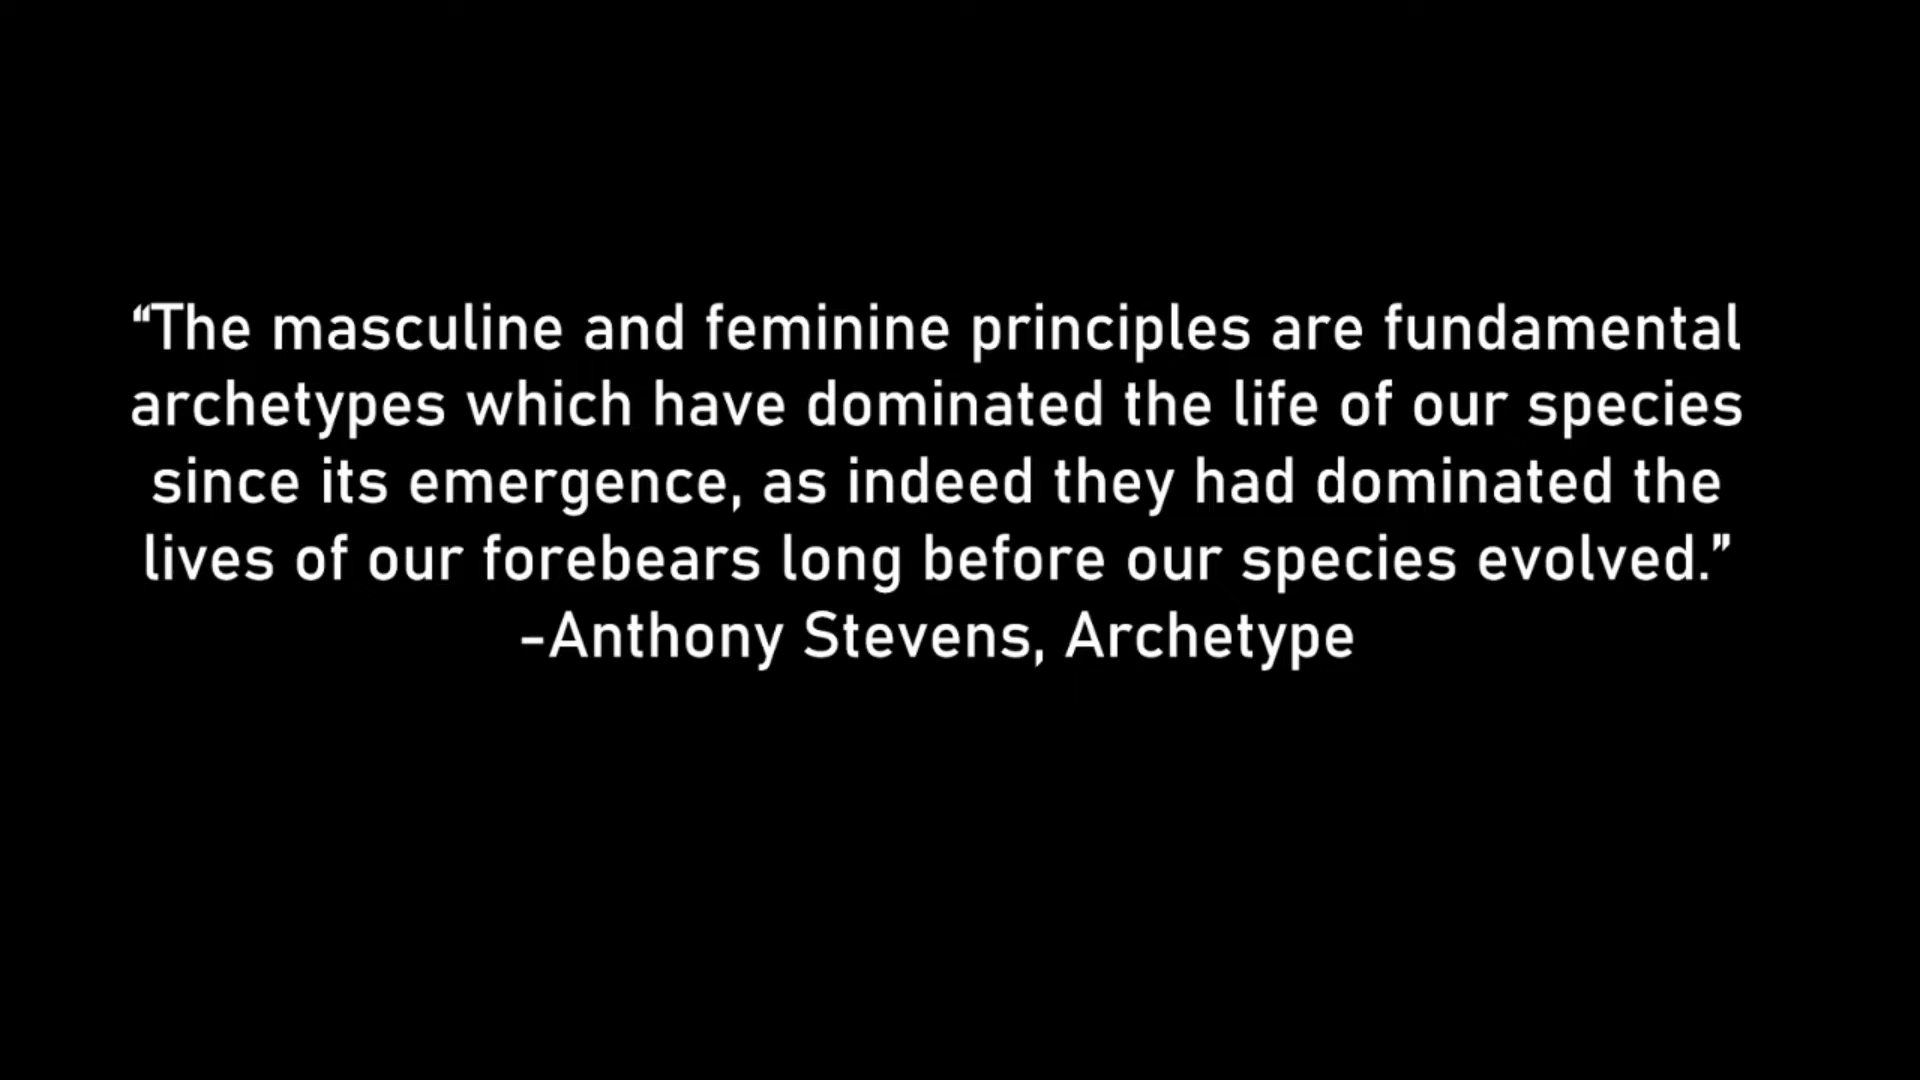 “The masculine and feminine principles are fundamental
archetypes which have dominated the life of our species
since its emergence, as indeed they had dominated the
lives of our forebears long before our species evolved.”
-Anthony Stevens, Archetype